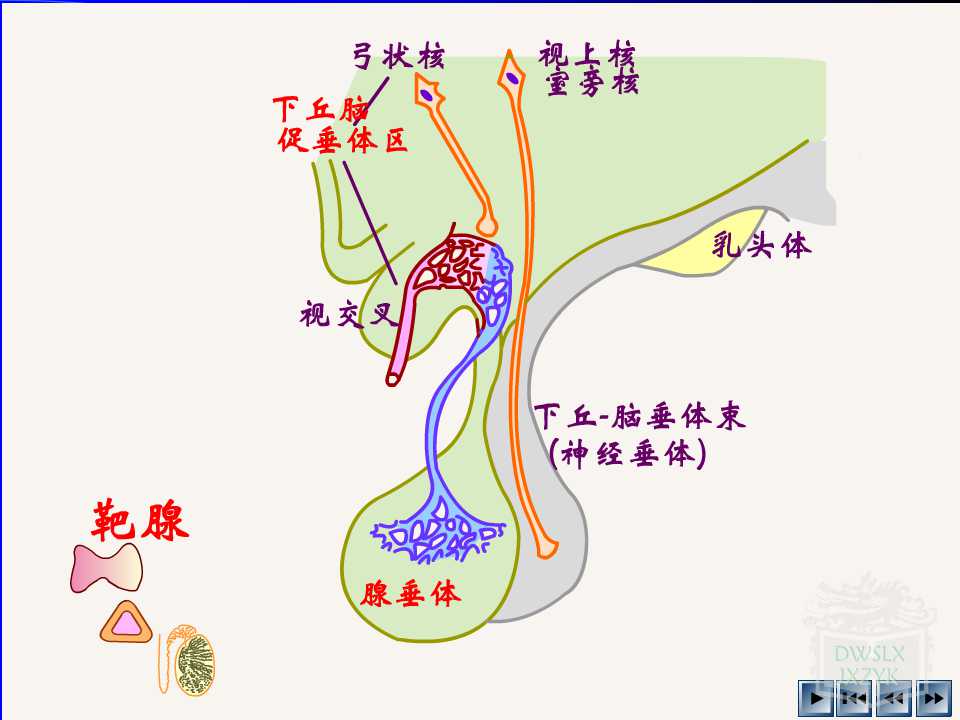 弓状核
视上核
室旁核
下丘脑
促垂体区
乳头体
视交叉
下丘-脑垂体束
(神经垂体)
靶腺
腺垂体
DWSLX
JXZYK